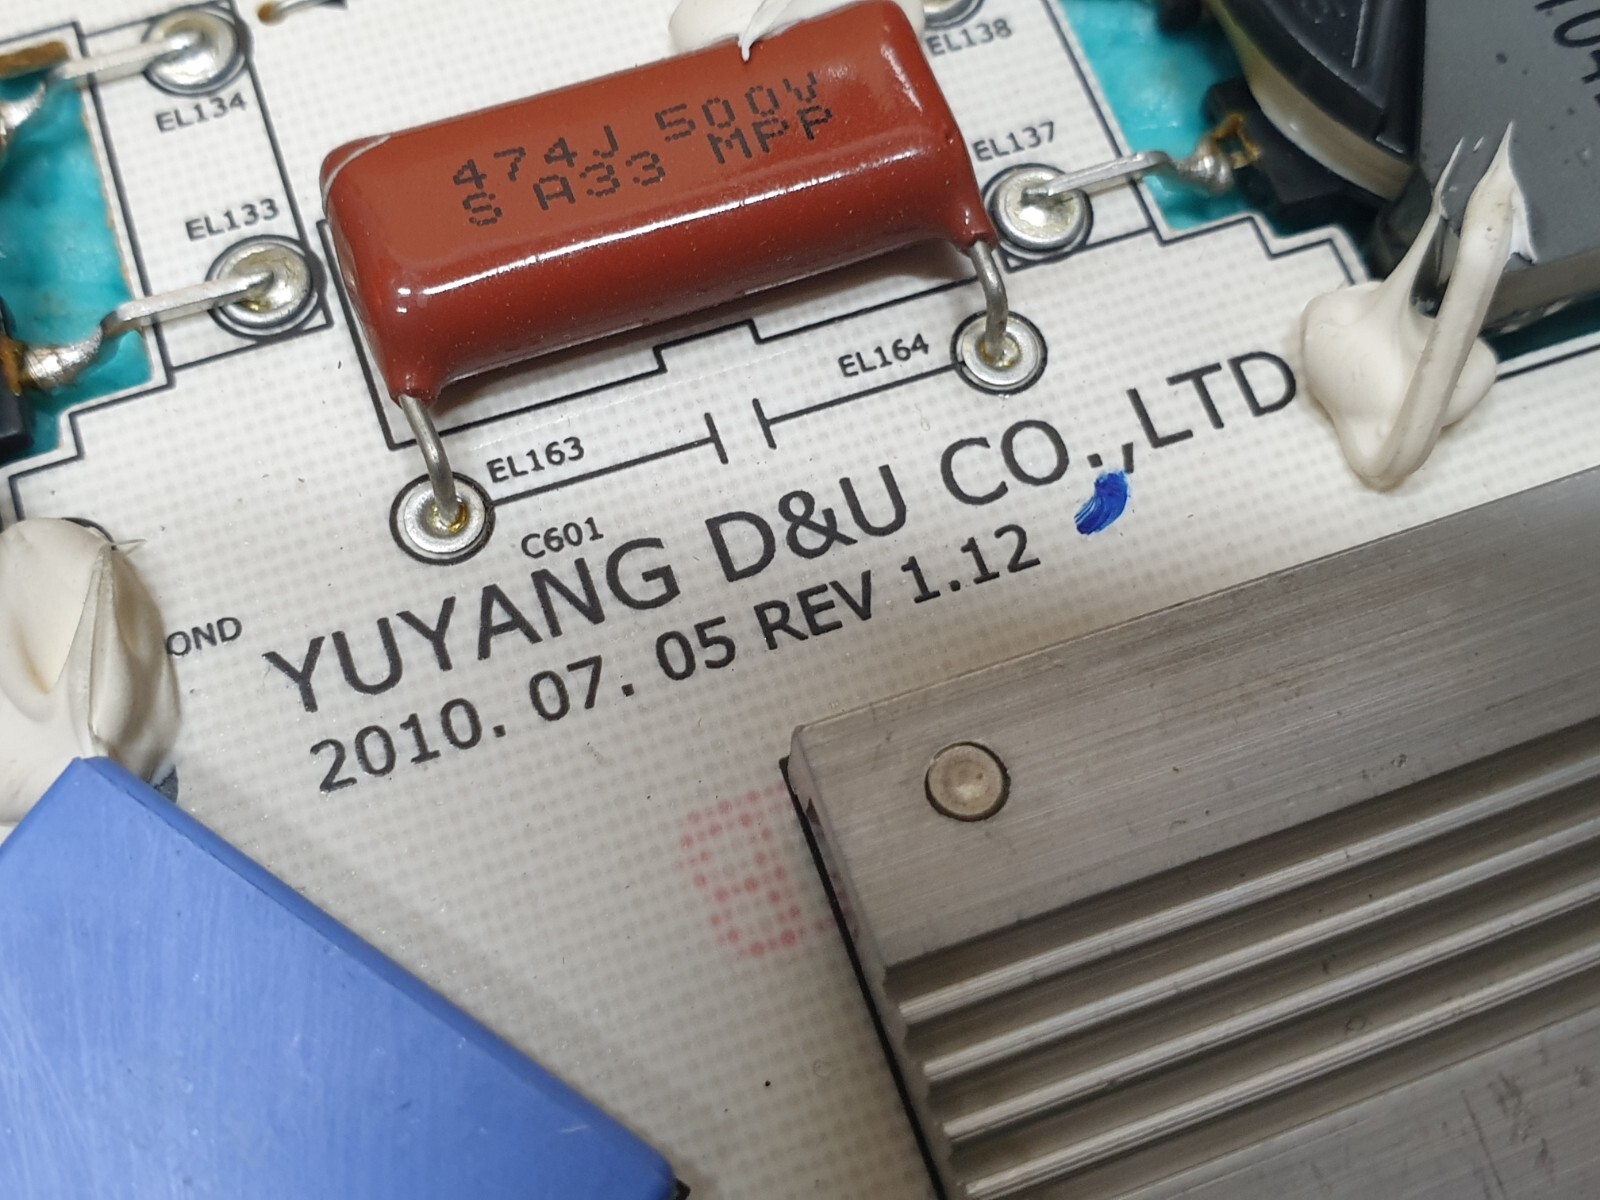 EL134
EL138
474J 500V
S A33 MPP
EL137
EL133
EL164
EL163
C601
YUYANG D&U CO.,LTD
2010. 07. 05 REV 1.12
OND
8